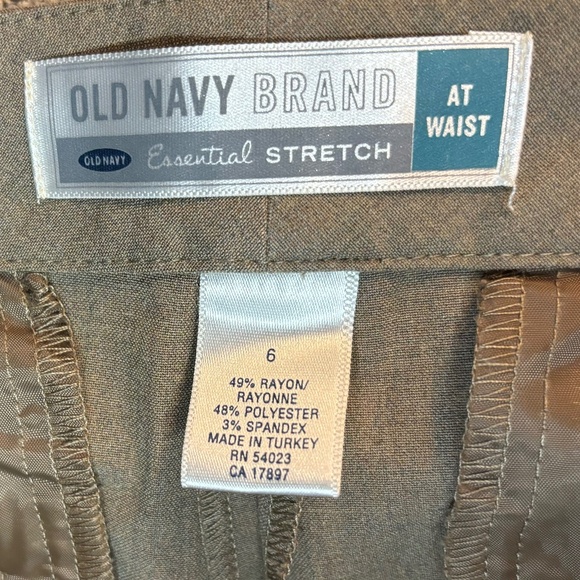 OLD NAVY BRAND
OLD NAVY Essential STRETCH
AT
WAIST
6
49% RAYON/
RAYONNE
48% POLYESTER
3% SPANDEX
MADE IN TURKEY
RN 54023
CA 17897